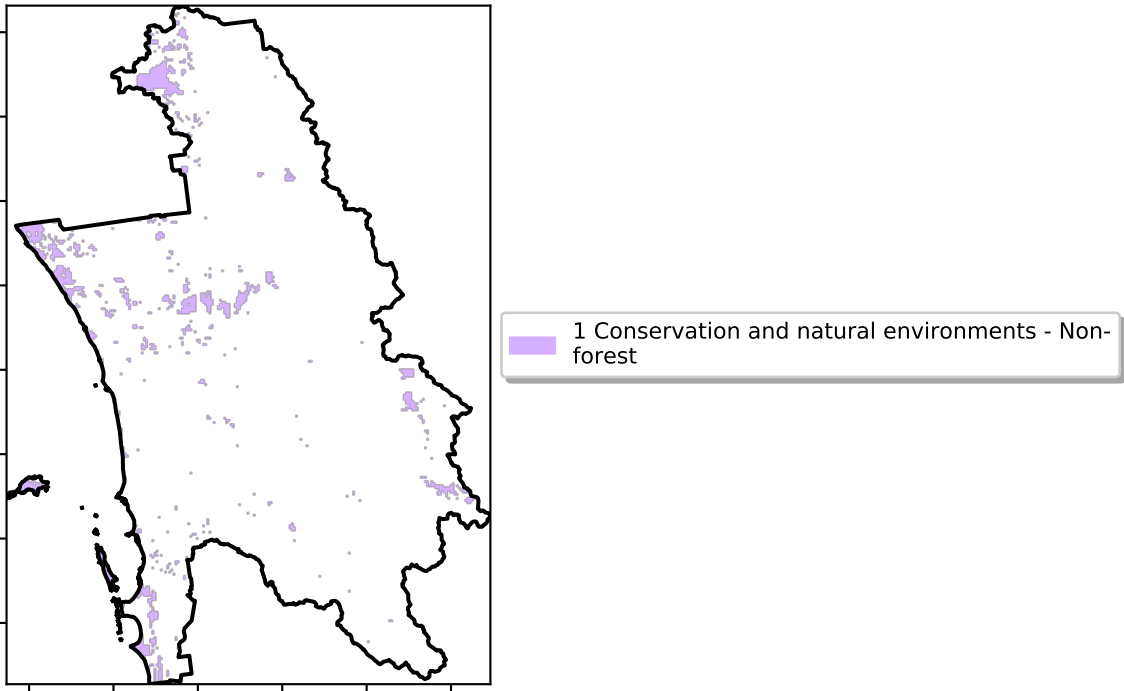 1 Conservation and natural environments - Non-
forest